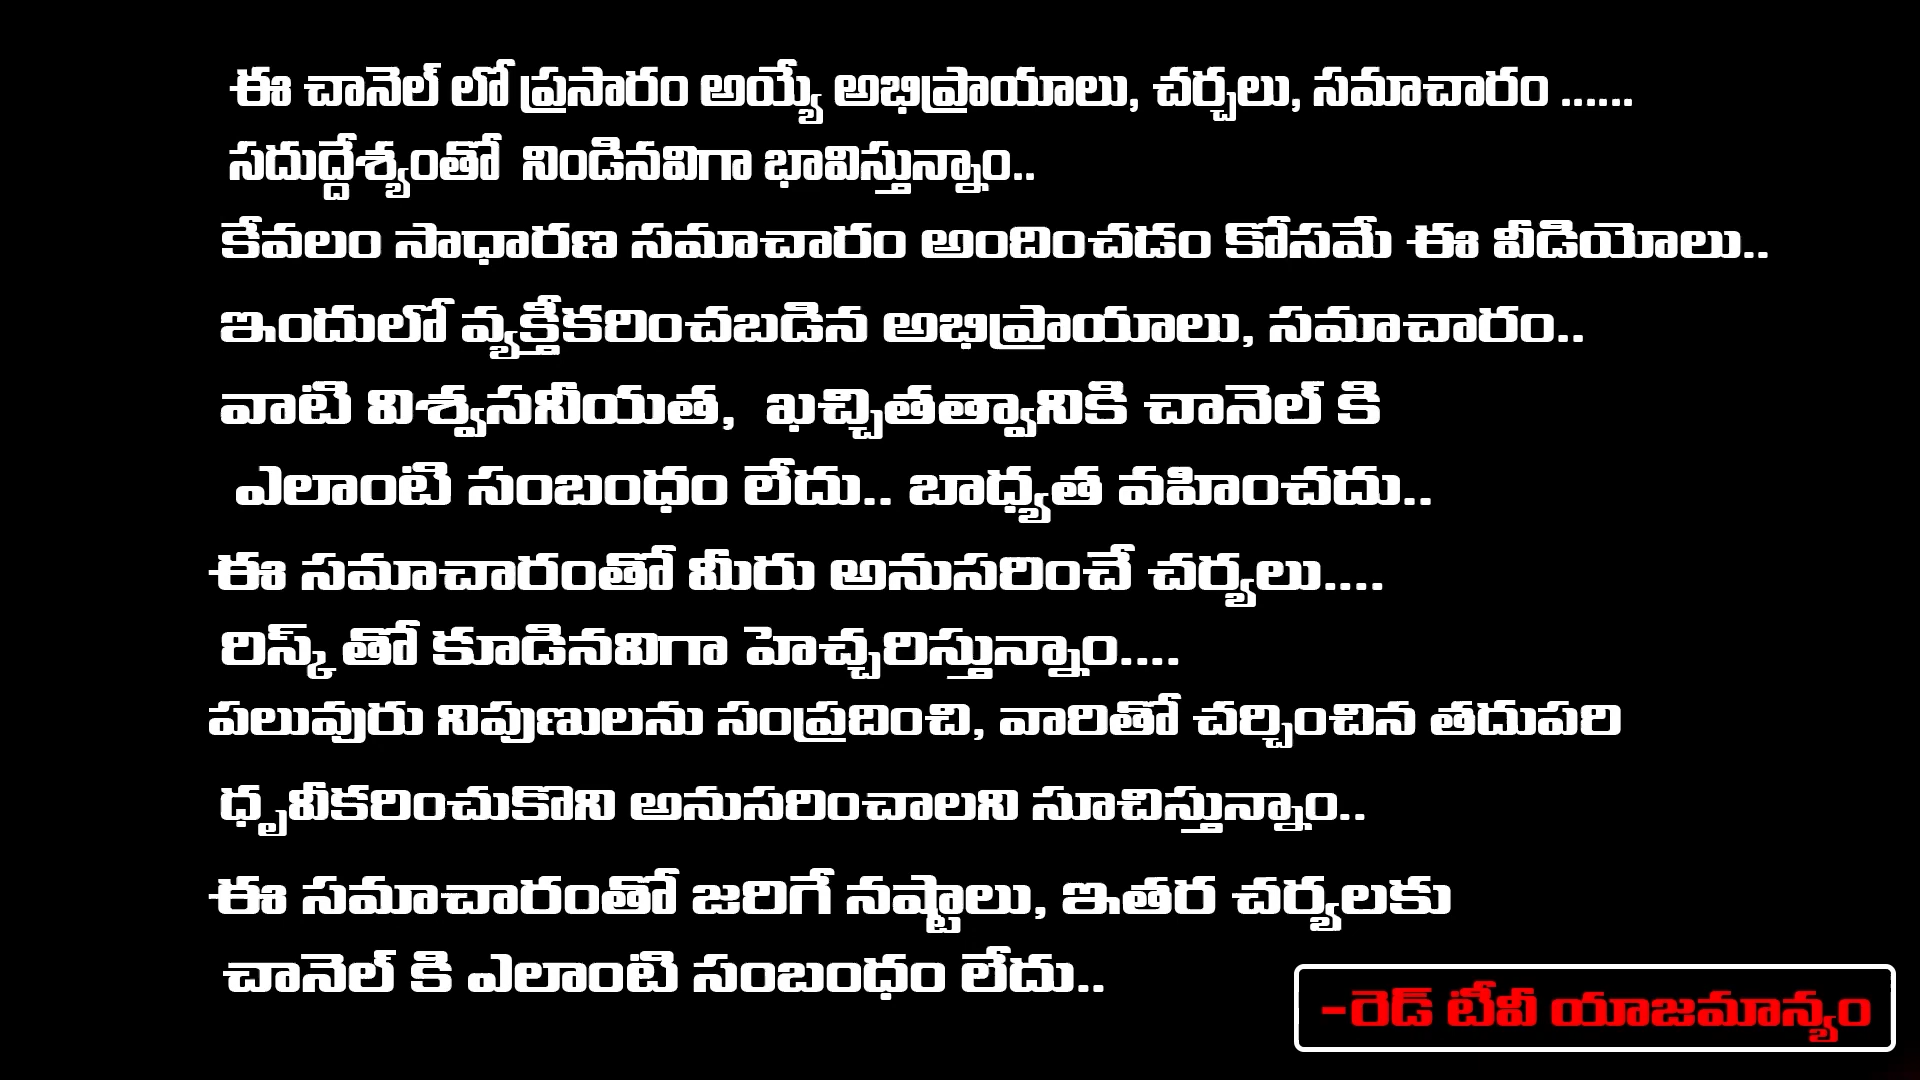 ఈ చానెల్ లో ప్రసారం అయ్యే అభిప్రాయాలు, చర్చలు, సమాచారం ......
సదుద్దేశ్యంతో నిండినవిగా భావిస్తున్నాం..
కేవలం సాధారణ సమాచారం అందించడం కోసమే ఈ వీడియోలు..
ఇందులో వ్యక్తీకరించబడిన అభిప్రాయాలు, సమాచారం..
వాటి విశ్వసనీయత, ఖచ్చితత్వానికి చానెల్ కి
ఎలాంటి సంబంధం లేదు.. బాధ్యత వహించదు..
ఈ సమాచారంతో మీరు అనుసరించే చర్యలు....
రిస్క్ తో కూడినవిగా హెచ్చరిస్తున్నాం....
పలువురు నిపుణులను సంప్రదించి, వారితో చర్చించిన తదుపరి
ధృవీకరించుకొని అనుసరించాలని సూచిస్తున్నాం..
ఈ సమాచారంతో జరిగే నష్టాలు, ఇతర చర్యలకు
చానెల్ కి ఎలాంటి సంబంధం లేదు..
-రెడ్ టీవీ యాజమాన్యం